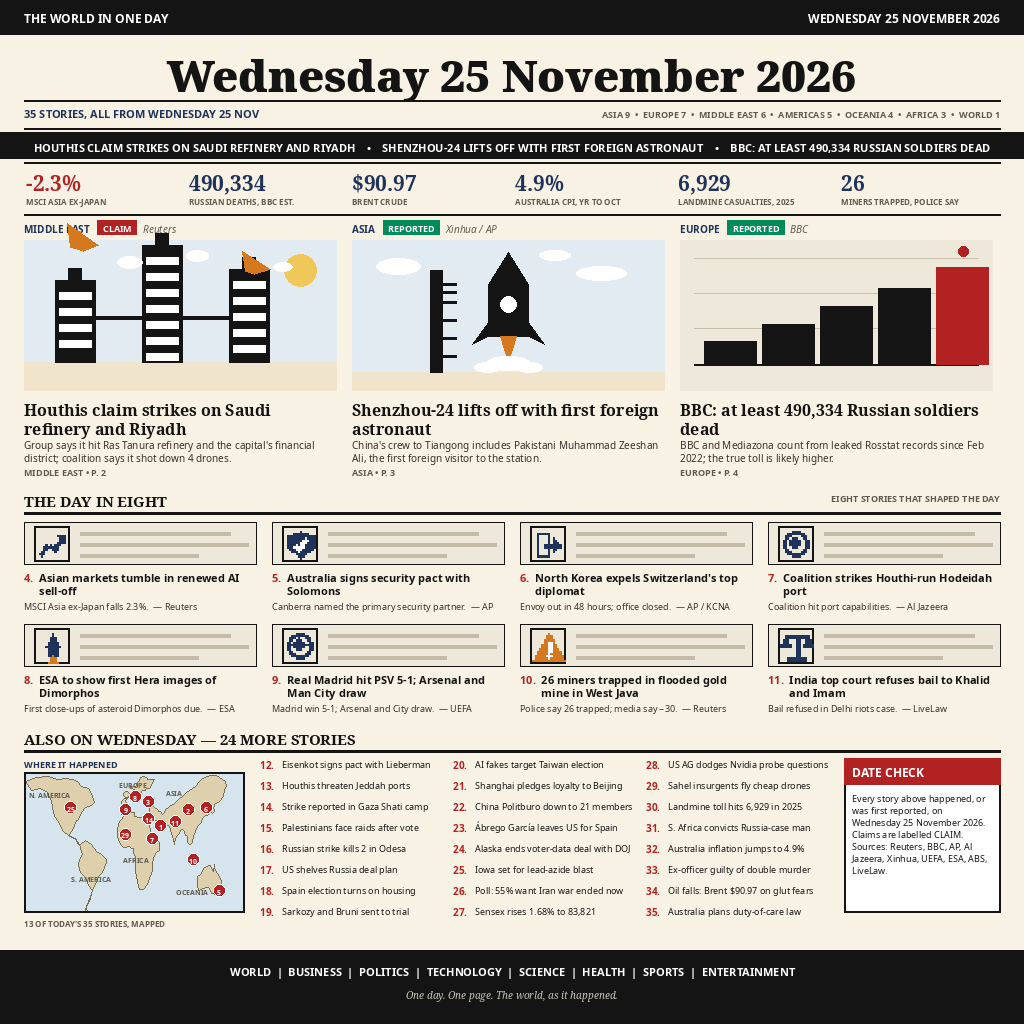 THE WORLD IN ONE DAY
WEDNESDAY 25 NOVEMBER 2026
Wednesday 25 November 2026
35 STORIES, ALL FROM WEDNESDAY 25 NOV
ASIA 9 • EUROPE 7 • MIDDLE EAST 6 • AMERICAS 5 • OCEANIA 4 • AFRICA 3 • WORLD 1
HOUTHIS CLAIM STRIKES ON SAUDI REFINERY AND RIYADH • SHENZHOU-24 LIFTS OFF WITH FIRST FOREIGN ASTRONAUT • BBC: AT LEAST 490,334 RUSSIAN SOLDIERS DEAD
-2.3%
MSCI ASIA EX-JAPAN
490,334
RUSSIAN DEATHS, BBC EST.
$90.97
BRENT CRUDE
4.9%
AUSTRALIA CPI, YR TO OCT
6,929
LANDMINE CASUALTIES, 2025
26
MINERS TRAPPED, POLICE SAY
MIDDLE EAST CLAIM Reuters
Houthis claim strikes on Saudi
refinery and Riyadh
Group says it hit Ras Tanura refinery and the capital's financial
district; coalition says it shot down 4 drones.
MIDDLE EAST • P. 2
ASIA REPORTED Xinhua / AP
Shenzhou-24 lifts off with first foreign
astronaut
China's crew to Tiangong includes Pakistani Muhammad Zeeshan
Ali, the first foreign visitor to the station.
ASIA • P. 3
EUROPE REPORTED BBC
BBC: at least 490,334 Russian soldiers
dead
BBC and Mediazona count from leaked Rosstat records since Feb
2022; the true toll is likely higher.
EUROPE • P. 4
THE DAY IN EIGHT
EIGHT STORIES THAT SHAPED THE DAY
4. Asian markets tumble in renewed AI
sell-off
MSCI Asia ex-Japan falls 2.3%. — Reuters
5. Australia signs security pact with
Solomons
Canberra named the primary security partner. — AP
6. North Korea expels Switzerland's top
diplomat
Envoy out in 48 hours; office closed. — AP / KCNA
7. Coalition strikes Houthi-run Hodeidah
port
Coalition hit port capabilities. — Al Jazeera
8. ESA to show first Hera images of
Dimorphos
First close-ups of asteroid Dimorphos due. — ESA
9. Real Madrid hit PSV 5-1; Arsenal and
Man City draw
Madrid win 5-1; Arsenal and City draw. — UEFA
10. 26 miners trapped in flooded gold
mine in West Java
Police say 26 trapped; media say ~30. — Reuters
11. India top court refuses bail to Khalid
and Imam
Bail refused in Delhi riots case. — LiveLaw
ALSO ON WEDNESDAY — 24 MORE STORIES
WHERE IT HAPPENED
N. AMERICA
EUROPE
ASIA
AFRICA
S. AMERICA
OCEANIA
25
8
3
9
14
1
11
2
6
29
7
10
5
13 OF TODAY'S 35 STORIES, MAPPED
12. Eisenkot signs pact with Lieberman
13. Houthis threaten Jeddah ports
14. Strike reported in Gaza Shati camp
15. Palestinians face raids after vote
16. Russian strike kills 2 in Odesa
17. US shelves Russia deal plan
18. Spain election turns on housing
19. Sarkozy and Bruni sent to trial
20. AI fakes target Taiwan election
21. Shanghai pledges loyalty to Beijing
22. China Politburo down to 21 members
23. Ábrego García leaves US for Spain
24. Alaska ends voter-data deal with DOJ
25. Iowa set for lead-azide blast
26. Poll: 55% want Iran war ended now
27. Sensex rises 1.68% to 83,821
28. US AG dodges Nvidia probe questions
29. Sahel insurgents fly cheap drones
30. Landmine toll hits 6,929 in 2025
31. S. Africa convicts Russia-case man
32. Australia inflation jumps to 4.9%
33. Ex-officer guilty of double murder
34. Oil falls: Brent $90.97 on glut fears
35. Australia plans duty-of-care law
DATE CHECK
Every story above happened, or
was first reported, on
Wednesday 25 November 2026.
Claims are labelled CLAIM.
Sources: Reuters, BBC, AP, Al
Jazeera, Xinhua, UEFA, ESA, ABS,
LiveLaw.
WORLD | BUSINESS | POLITICS | TECHNOLOGY | SCIENCE | HEALTH | SPORTS | ENTERTAINMENT
One day. One page. The world, as it happened.